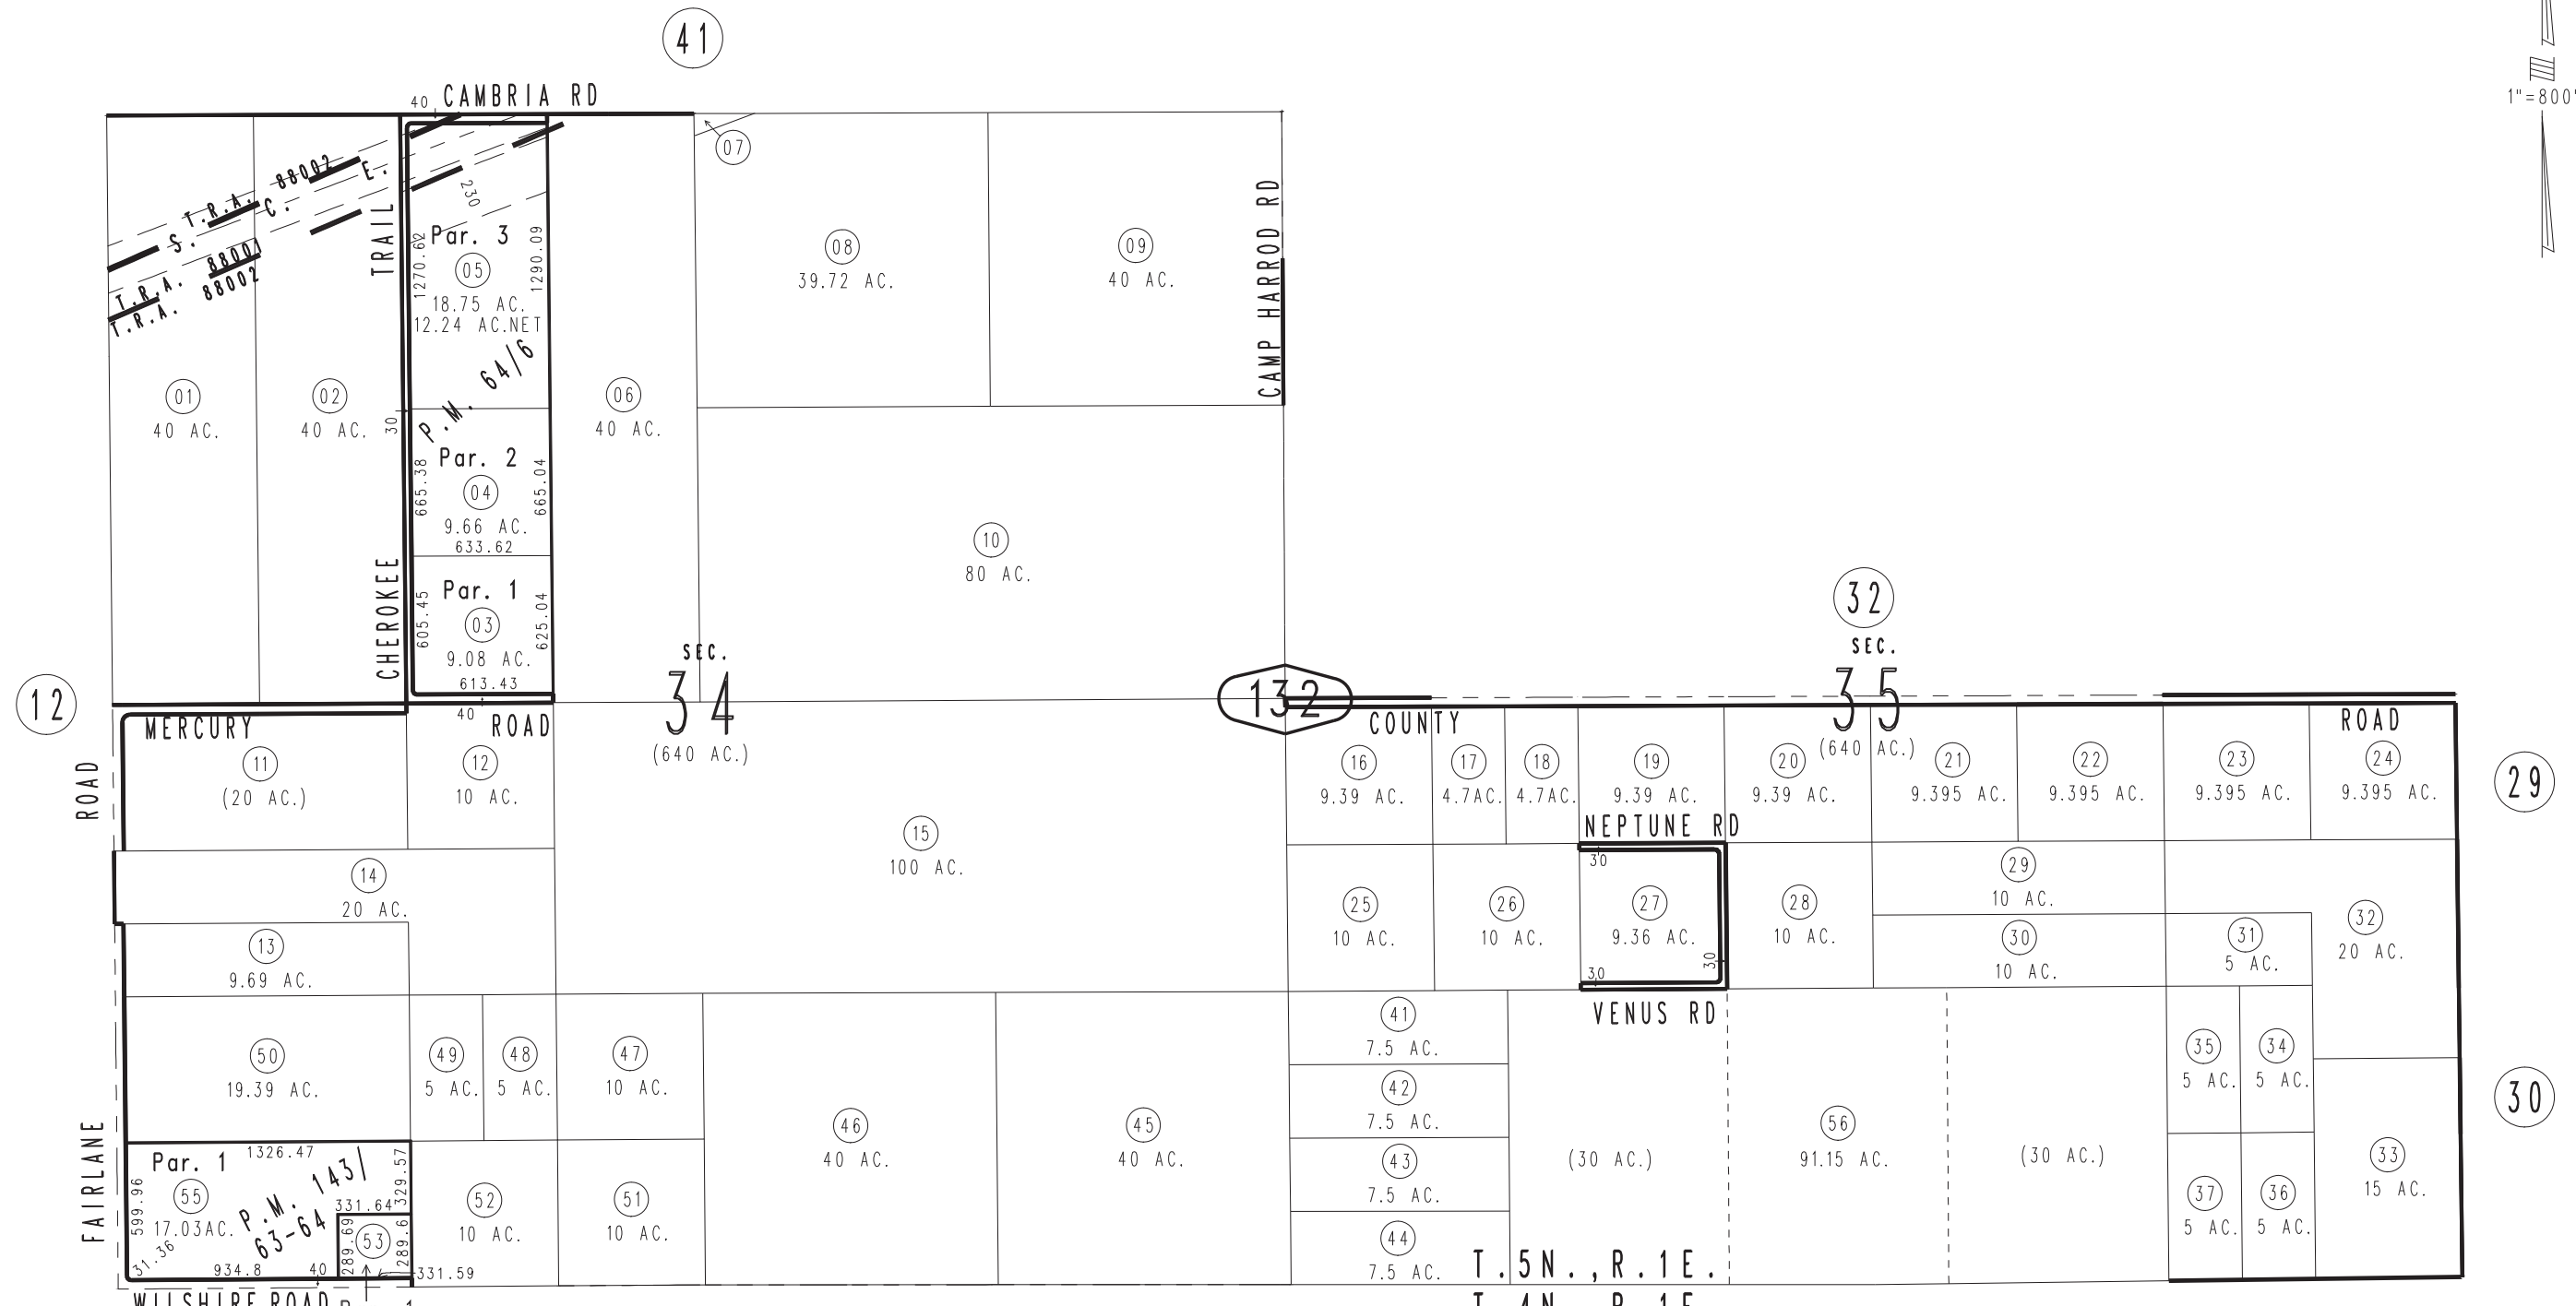 41
1"=800'
40 CAMBRIA RD
07
T.R.A. 88002
S. C. E.
T.R.A. 88001
T.R.A. 88002
230
CHEROKEE TRAIL
30
01
40 AC.
02
40 AC.
Par. 3
05
1270.62
1290.09
18.75 AC.
12.24 AC.NET
P.M. 64/6
Par. 2
04
665.38
665.04
9.66 AC.
633.62
Par. 1
03
605.45
625.04
9.08 AC.
613.43
40
06
40 AC.
08
39.72 AC.
09
40 AC.
CAMP HARROD RD
10
80 AC.
12
SEC.
34
(640 AC.)
132
32
SEC.
35
(640 AC.)
MERCURY ROAD
COUNTY ROAD
29
30
FAIRLANE ROAD
11
(20 AC.)
12
10 AC.
14
20 AC.
13
9.69 AC.
15
100 AC.
16
9.39 AC.
17
4.7AC.
18
4.7AC.
19
9.39 AC.
20
9.39 AC.
21
9.395 AC.
22
9.395 AC.
23
9.395 AC.
24
9.395 AC.
NEPTUNE RD
30
25
10 AC.
26
10 AC.
27
9.36 AC.
30
30
VENUS RD
28
10 AC.
29
10 AC.
30
10 AC.
31
5 AC.
32
20 AC.
50
19.39 AC.
49
5 AC.
48
5 AC.
47
10 AC.
46
40 AC.
45
40 AC.
41
7.5 AC.
42
7.5 AC.
43
7.5 AC.
44
7.5 AC.
(30 AC.)
56
91.15 AC.
(30 AC.)
35
5 AC.
34
5 AC.
37
5 AC.
36
5 AC.
33
15 AC.
Par. 1
1326.47
55
17.03AC.
599.96
31.36
934.8
40
P.M. 143/
63-64
329.57
331.64
53
289.69
289.6
331.59
52
10 AC.
51
10 AC.
WILSHIRE ROAD
T.5N.,R.1E.
T.4N., R.1E.